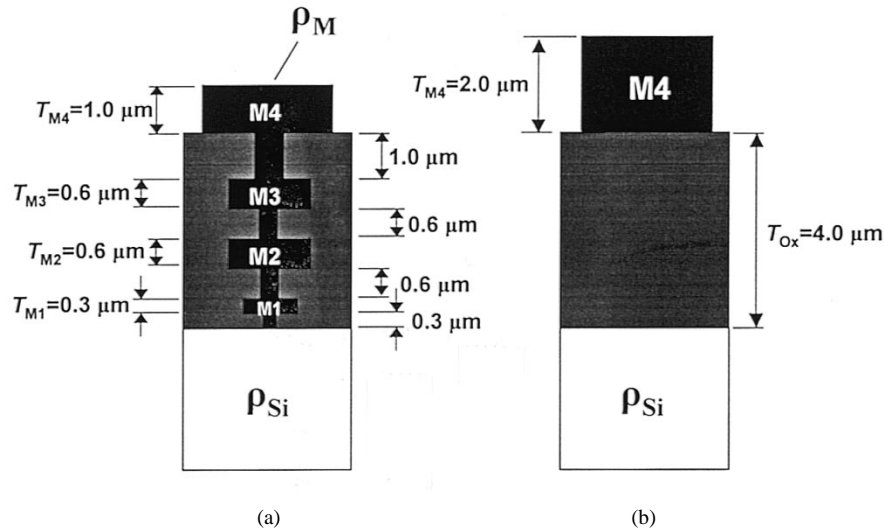 ρM
TM4=1.0 μm
M4
1.0 μm
TM3=0.6 μm
M3
0.6 μm
TM2=0.6 μm
M2
0.6 μm
TM1=0.3 μm
M1
0.3 μm
ρSi
(a)
TM4=2.0 μm
M4
TOx=4.0 μm
ρSi
(b)